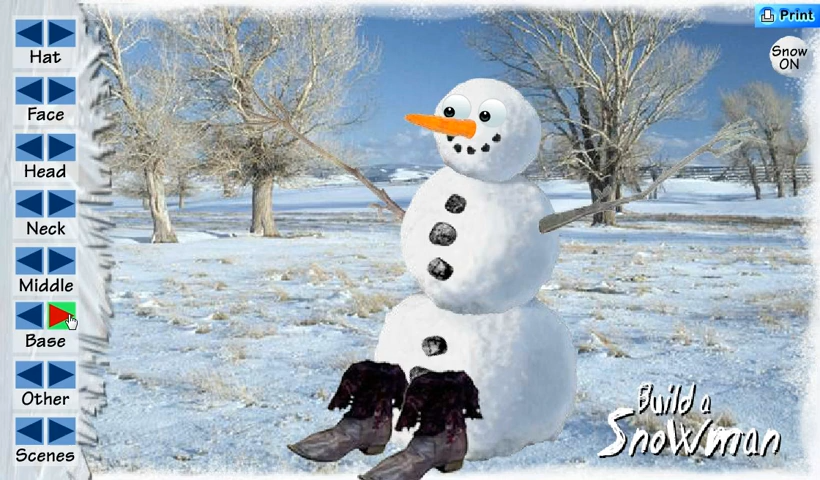 Print
Snow
ON
Hat
Face
Head
Neck
Middle
Base
Other
Scenes
Build a
Snowman